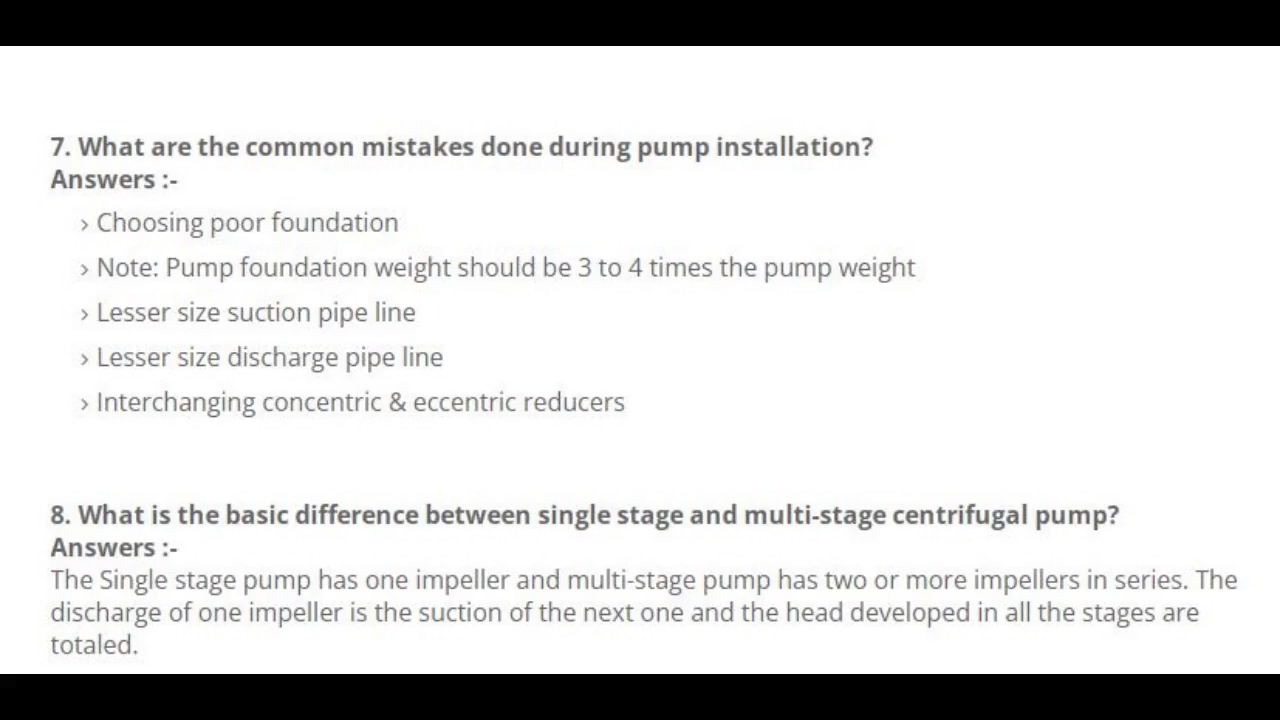 7. What are the common mistakes done during pump installation?
Answers :-
› Choosing poor foundation
› Note: Pump foundation weight should be 3 to 4 times the pump weight
› Lesser size suction pipe line
› Lesser size discharge pipe line
› Interchanging concentric & eccentric reducers
8. What is the basic difference between single stage and multi-stage centrifugal pump?
Answers :-
The Single stage pump has one impeller and multi-stage pump has two or more impellers in series. The
discharge of one impeller is the suction of the next one and the head developed in all the stages are
totaled.